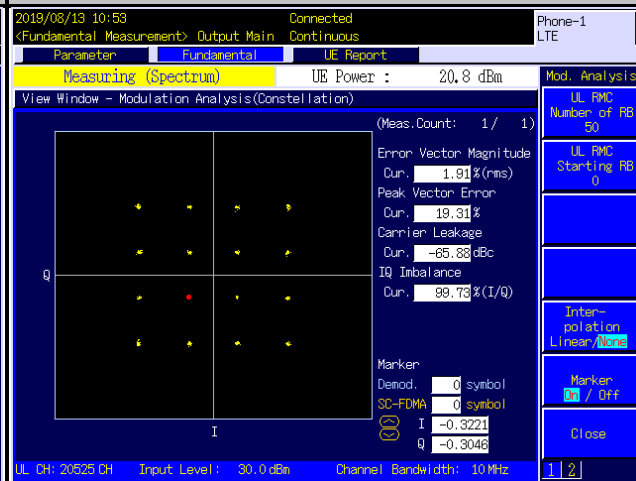 2019/08/13 10:53 Connected Phone-1
<Fundamental Measurement> Output Main Continuous LTE
Parameter Fundamental UE Report
Measuring (Spectrum) UE Power : 20.8 dBm Mod. Analysis
View Window - Modulation Analysis(Constellation)
UL RMC
Number of RB
50
(Meas.Count: 1/ 1)
Error Vector Magnitude
Cur. 1.91 %(rms)
Peak Vector Error
Cur. 19.31 %
Carrier Leakage
Cur. -65.88 dBc
IQ Imbalance
Cur. 99.73 %(I/Q)
UL RMC
Starting RB
0
Q
I
Inter-
polation
Linear/None
Marker
Demod. 0 symbol
SC-FDMA 0 symbol
I -0.3221
Q -0.3046
Marker
On / Off
Close
UL CH: 20525 CH Input Level: 30.0 dBm Channel Bandwidth: 10 MHz
1 2